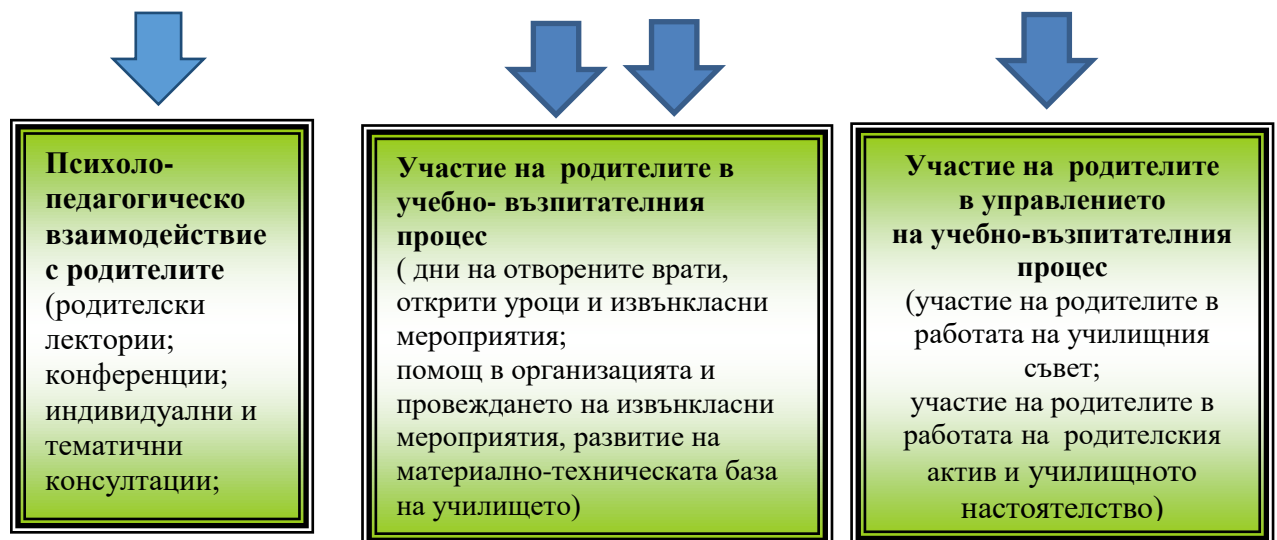 Психоло-
педагогическо
взаимодействие
с родителите
(родителски
лектории;
конференции;
индивидуални и
тематични
консултации;
Участие на родителите в
учебно- възпитателния
процес
( дни на отворените врати,
открити уроци и извънкласни
мероприятия;
помощ в организацията и
провеждането на извънкласни
мероприятия, развитие на
материално-техническата база
на училището)
Участие на родителите
в управлението
на учебно-възпитателния
процес
(участие на родителите в
работата на училищния
съвет;
участие на родителите в
работата на родителския
актив и училищното
настоятелство)